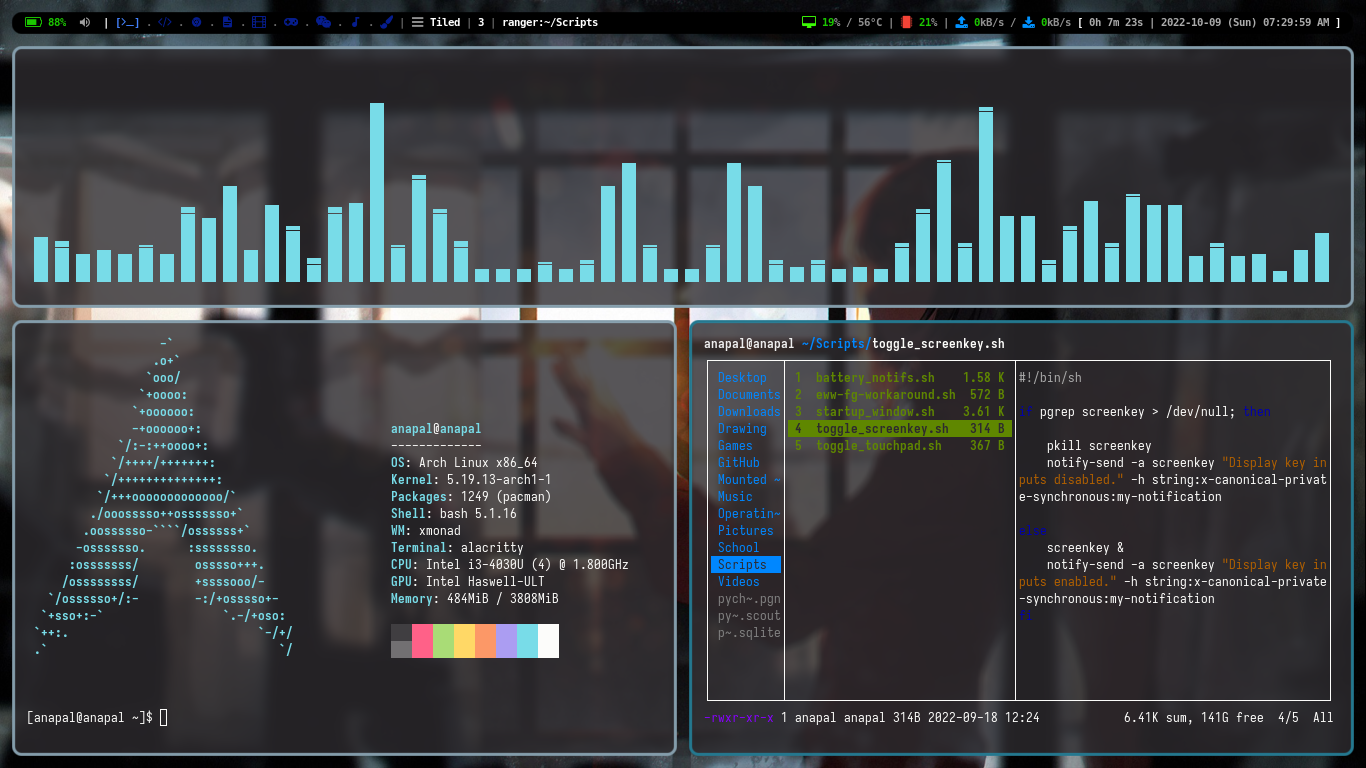 88% | [>_] . </> . . . . . . . . | Tiled | 3 | ranger:~/Scripts 19% / 56°C | 21% | 0kB/s / 0kB/s [ 0h 7m 23s | 2022-10-09 (Sun) 07:29:59 AM ]
-`
.o+`
`ooo/
`+oooo:
`+oooooo:
-+oooooo+:
`/:-:++oooo+:
`/++++/+++++++:
`/++++++++++++++:
`/+++ooooooooooooo/`
./ooosssso++osssssso+`
.oossssso-````/ossssss+`
-osssssso. :ssssssso.
:osssssss/ osssso+++.
/ossssssss/ +ssssooo/-
`/ossssso+/:- -:/+osssso+-
`+sso+:-` `.-/+oso:
`++:. `-/+/
.` `/
anapal@anapal
-------------
OS: Arch Linux x86_64
Kernel: 5.19.13-arch1-1
Packages: 1249 (pacman)
Shell: bash 5.1.16
WM: xmonad
Terminal: alacritty
CPU: Intel i3-4030U (4) @ 1.800GHz
GPU: Intel Haswell-ULT
Memory: 484MiB / 3808MiB
[anapal@anapal ~]$
anapal@anapal ~/Scripts/toggle_screenkey.sh
Desktop
Documents
Downloads
Drawing
Games
GitHub
Mounted ~
Music
Operatin~
Pictures
School
Scripts
Videos
pych~.pgn
py~.scout
p~.sqlite
1 battery_notifs.sh 1.58 K
2 eww-fg-workaround.sh 572 B
3 startup_window.sh 3.61 K
4 toggle_screenkey.sh 314 B
5 toggle_touchpad.sh 367 B
#!/bin/sh
if pgrep screenkey > /dev/null; then
pkill screenkey
notify-send -a screenkey "Display key in
puts disabled." -h string:x-canonical-privat
e-synchronous:my-notification
else
screenkey &
notify-send -a screenkey "Display key in
puts enabled." -h string:x-canonical-private
-synchronous:my-notification
fi
-rwxr-xr-x 1 anapal anapal 314B 2022-09-18 12:24 6.41K sum, 141G free 4/5 All